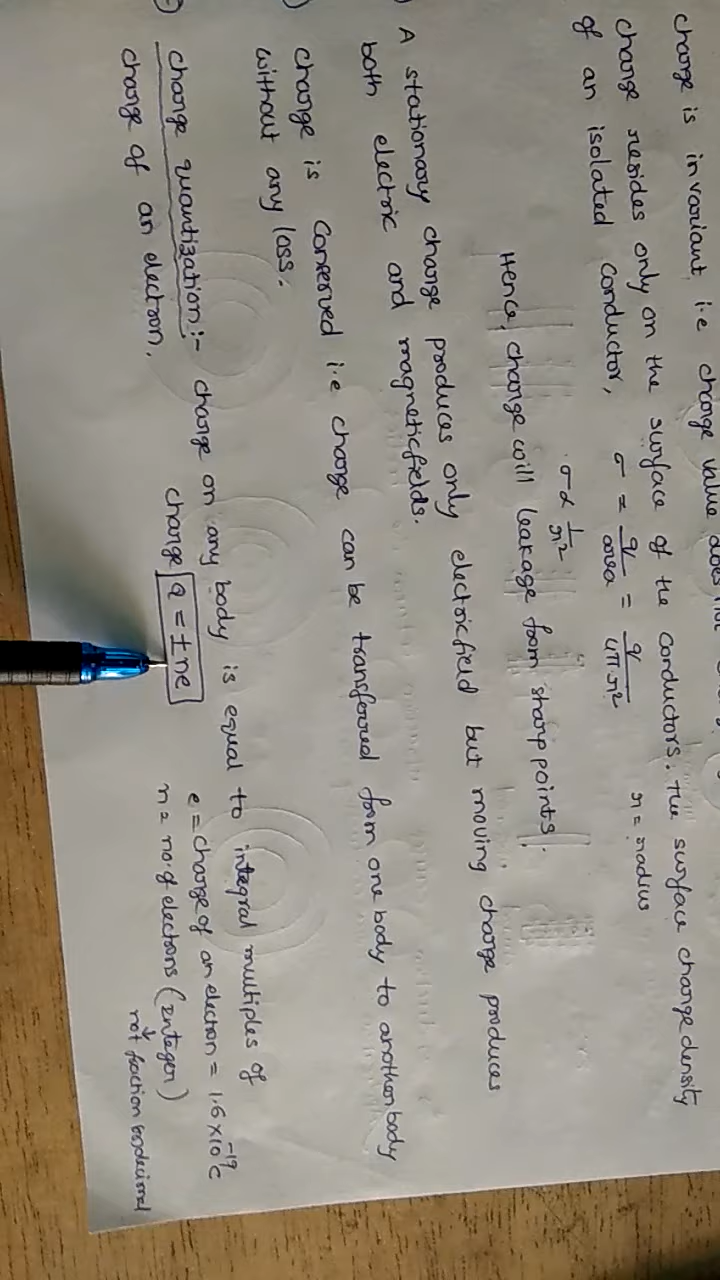 charge is invariant, i.e charge value does not
charge resides only on the surface of the conductors. The surface charge density
of an isolated conductor, σ = q/area = q/4πr² r = radius
σ ∝ 1/r²
Hence, charge will leakage from sharp points.
A stationary charge produces only electric field but moving charge produces
both electric and magnetic fields.
) charge is conserved i.e charge can be transferred from one body to another body
without any loss.
) charge quantization:- charge on any body is equal to integral multiples of
charge of an electron.
charge Q = ±ne
e = charge of an electron = 1.6×10⁻¹⁹C
n = no. of electrons (Integer)
↓
not fraction decimal